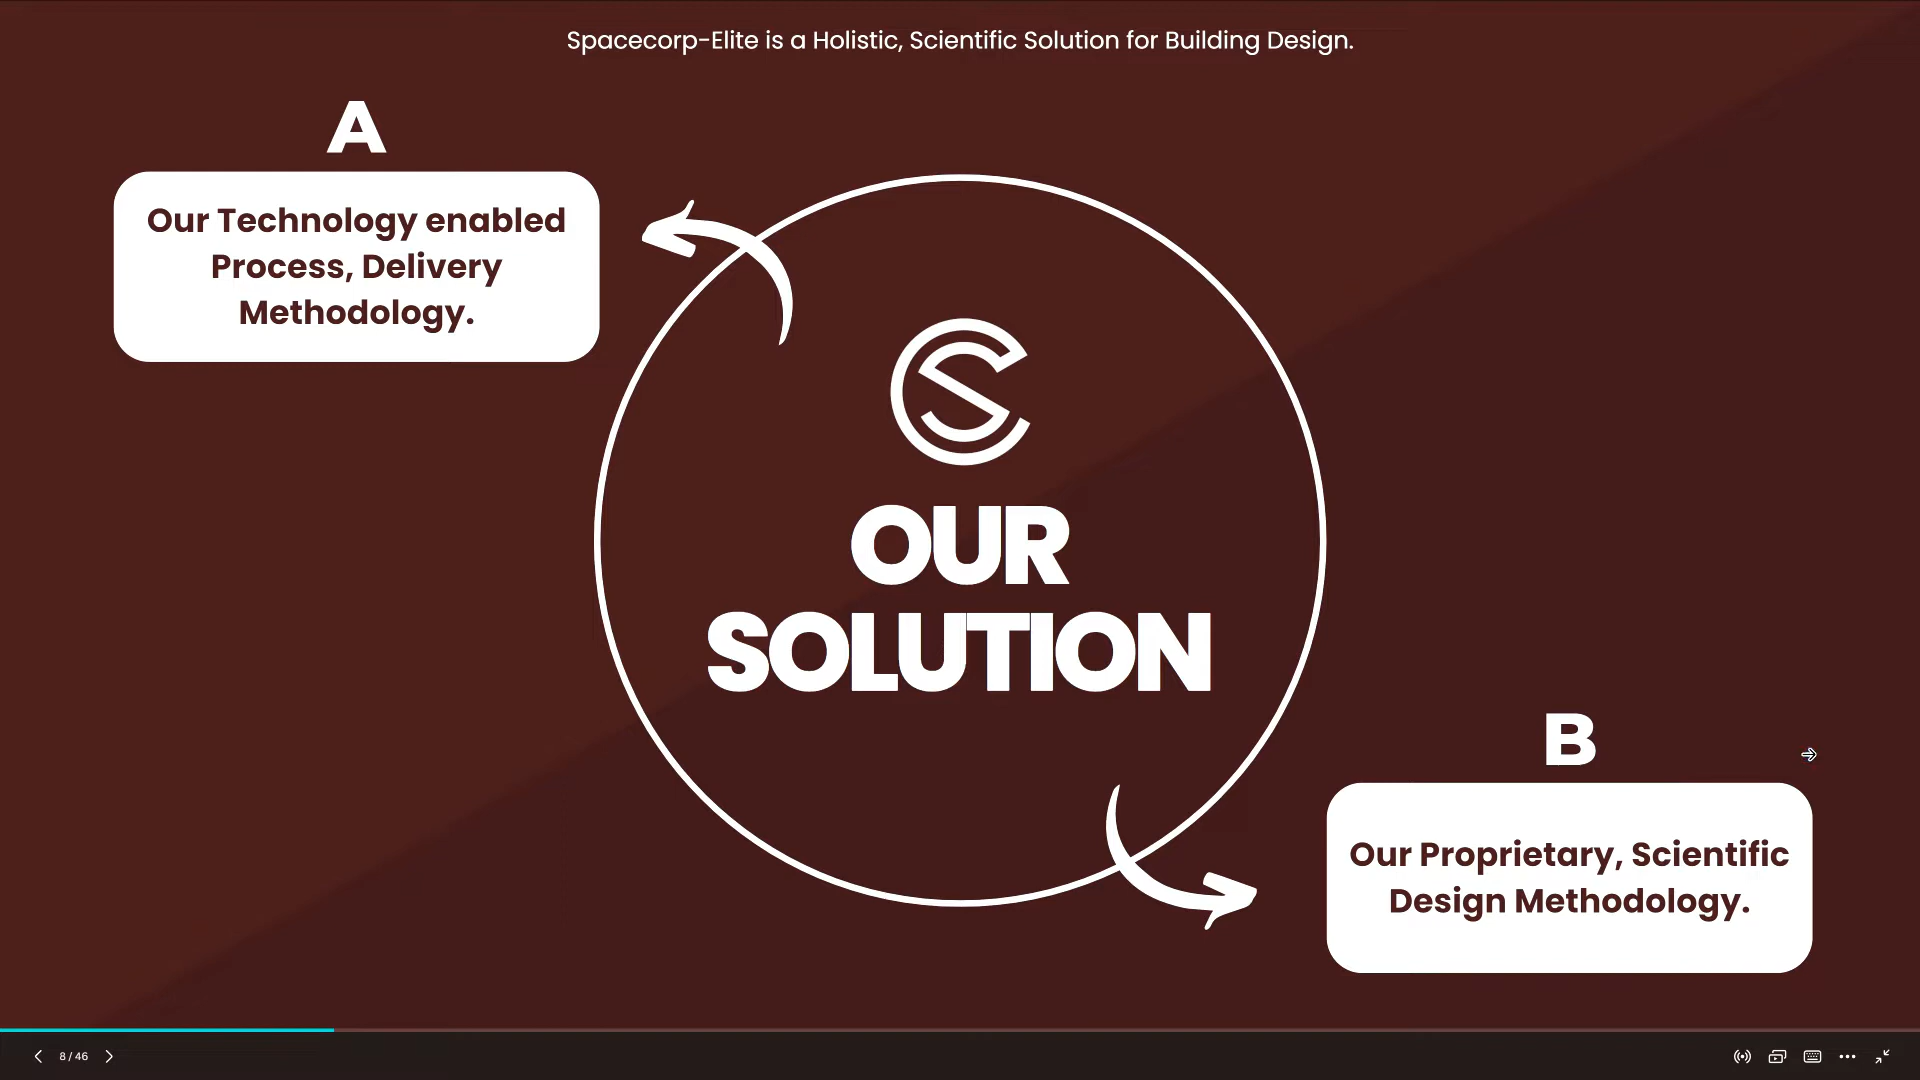 Spacecorp-Elite is a Holistic, Scientific Solution for Building Design.
A
Our Technology enabled
Process, Delivery
Methodology.
OUR
SOLUTION
B
Our Proprietary, Scientific
Design Methodology.
8 / 46